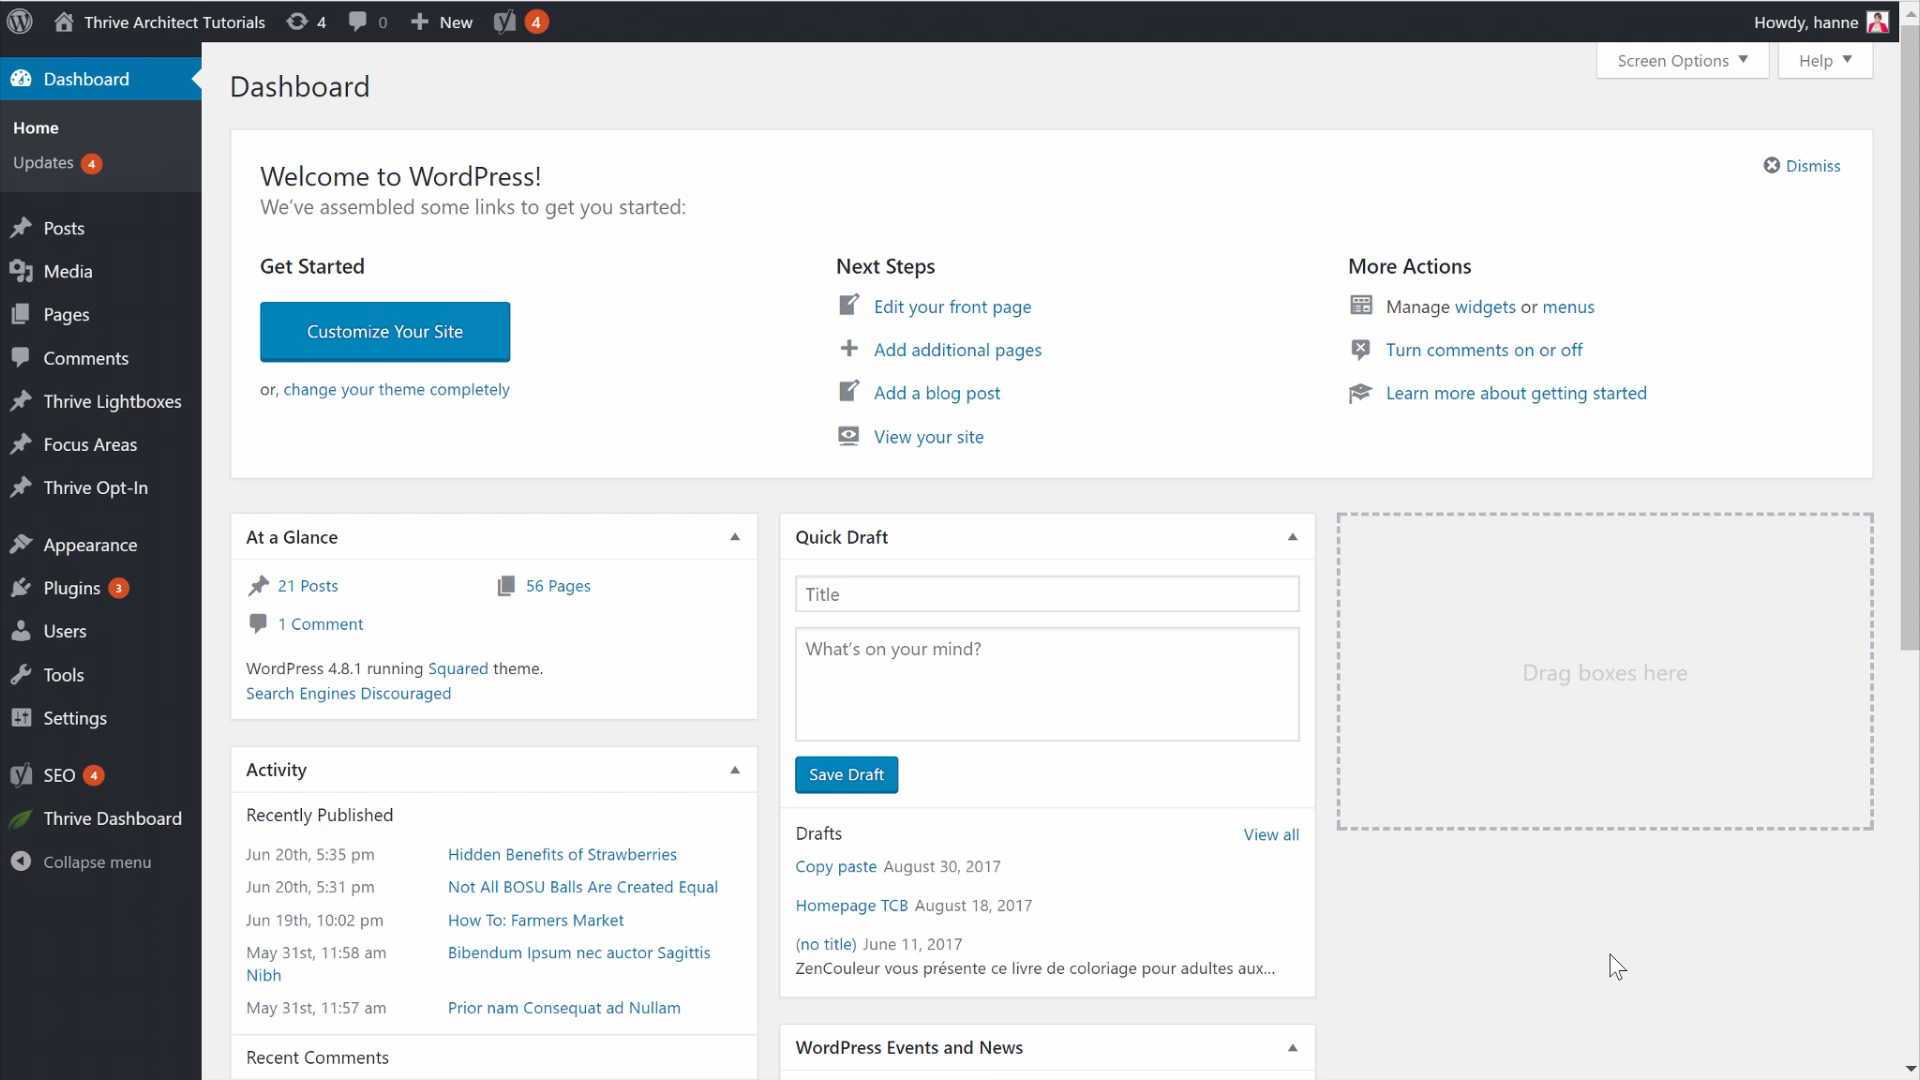 Thrive Architect Tutorials 4 0 New 4 Howdy, hanne
Screen Options Help
Dashboard
Home
Updates 4
Posts
Media
Pages
Comments
Thrive Lightboxes
Focus Areas
Thrive Opt-In
Appearance
Plugins 3
Users
Tools
Settings
SEO 4
Thrive Dashboard
Collapse menu
Dashboard
Welcome to WordPress!
We've assembled some links to get you started:
Dismiss
Get Started
Customize Your Site
or, change your theme completely
Next Steps
Edit your front page
Add additional pages
Add a blog post
View your site
More Actions
Manage widgets or menus
Turn comments on or off
Learn more about getting started
At a Glance
21 Posts 56 Pages
1 Comment
WordPress 4.8.1 running Squared theme.
Search Engines Discouraged
Activity
Recently Published
Jun 20th, 5:35 pm Hidden Benefits of Strawberries
Jun 20th, 5:31 pm Not All BOSU Balls Are Created Equal
Jun 19th, 10:02 pm How To: Farmers Market
May 31st, 11:58 am Bibendum Ipsum nec auctor Sagittis
Nibh
May 31st, 11:57 am Prior nam Consequat ad Nullam
Recent Comments
Quick Draft
Title
What's on your mind?
Save Draft
Drafts View all
Copy paste August 30, 2017
Homepage TCB August 18, 2017
(no title) June 11, 2017
ZenCouleur vous présente ce livre de coloriage pour adultes aux...
WordPress Events and News
Drag boxes here